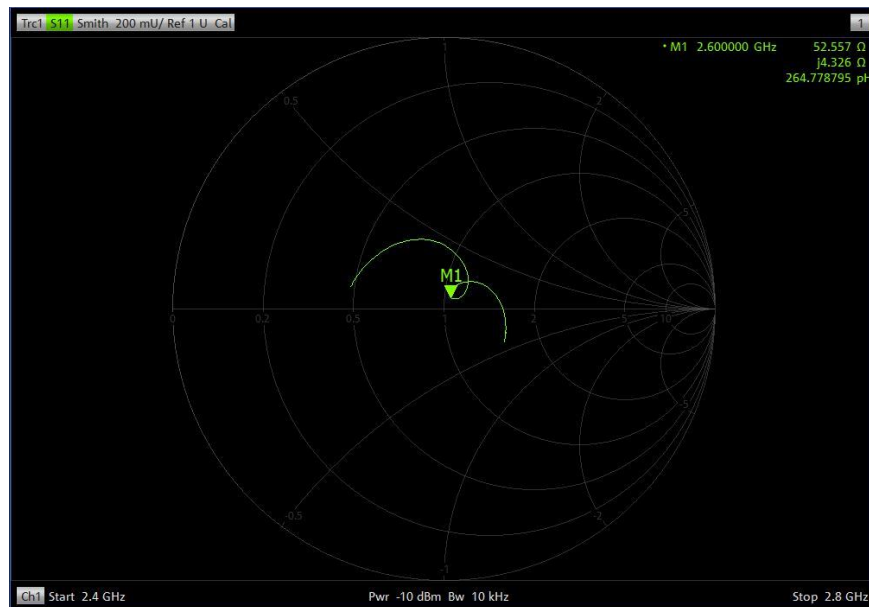 Trc1 S11 Smith 200 mU/ Ref 1 U Cal
1
• M1 2.600000 GHz 52.557 Ω
j4.326 Ω
264.778795 pH
1
0.5
2
5
M1
0 0.2 0.5 1 2 5 10
-5
-0.5
-2
-1
Ch1 Start 2.4 GHz Pwr -10 dBm Bw 10 kHz Stop 2.8 GHz